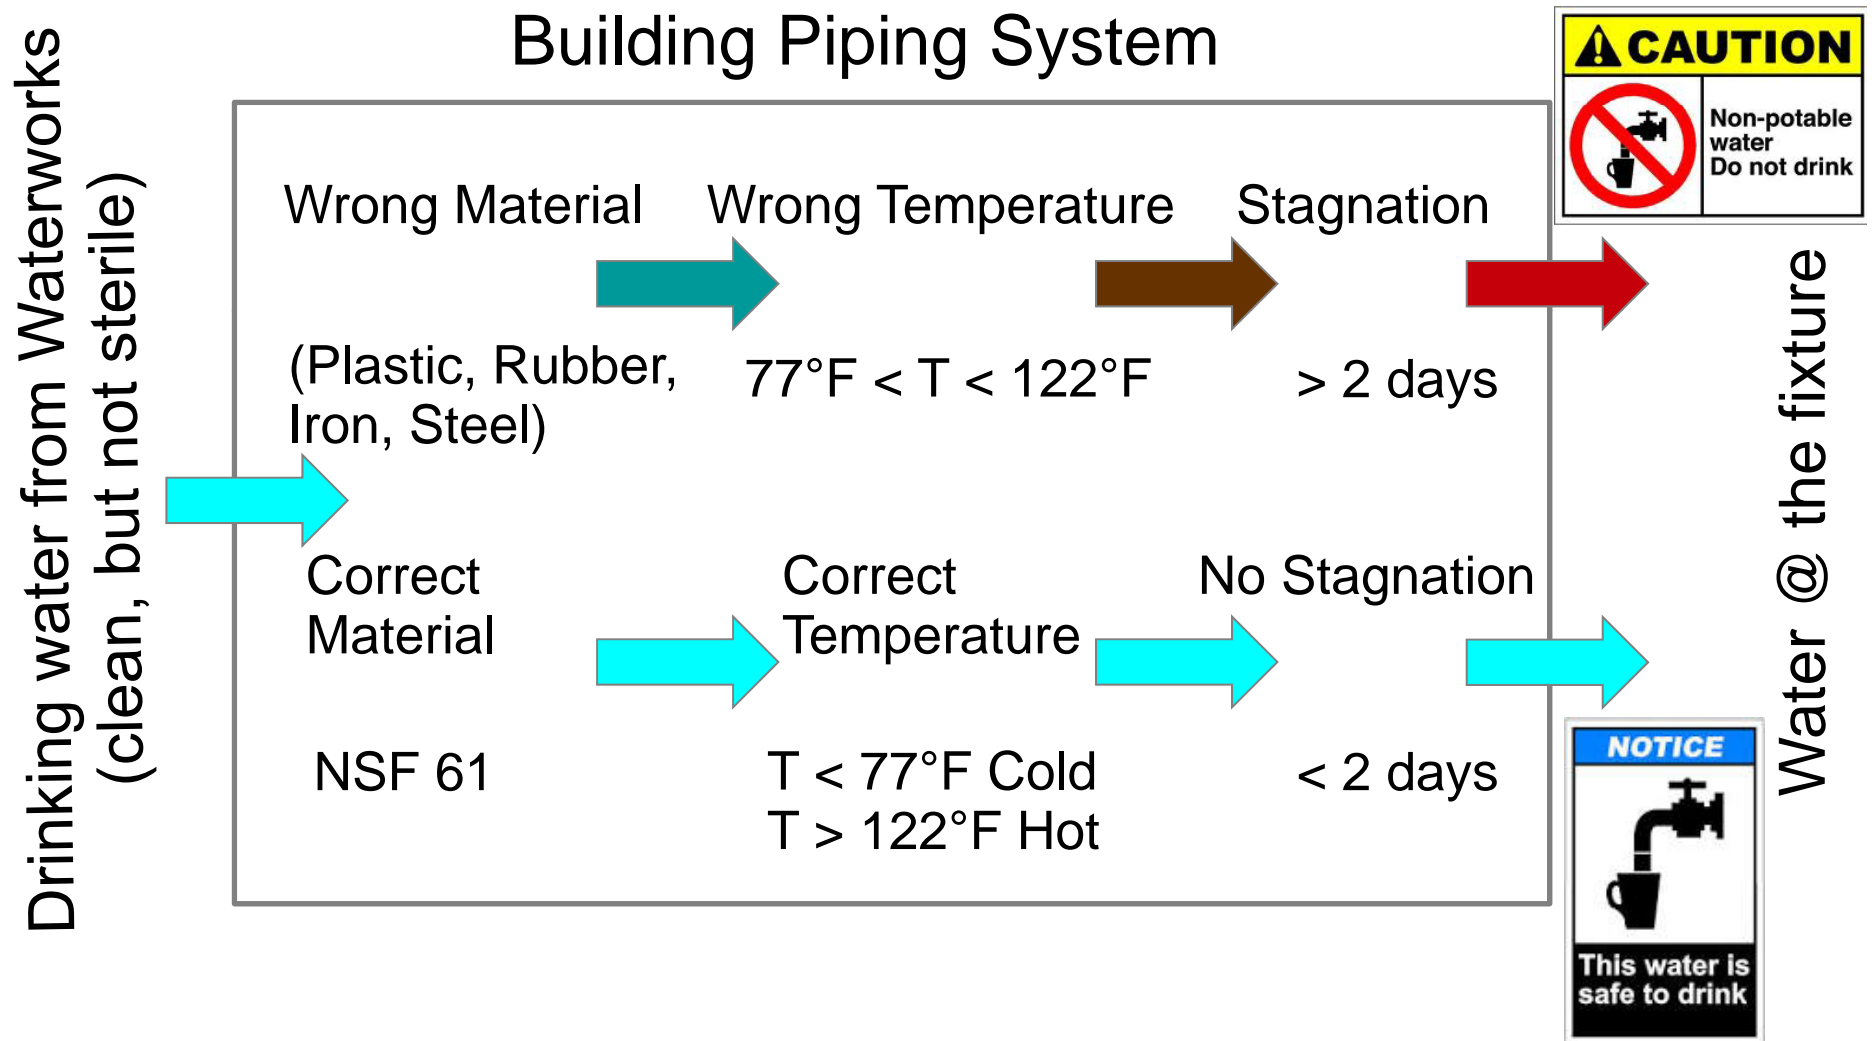 Building Piping System
Drinking water from Waterworks
(clean, but not sterile)
Wrong Material
Wrong Temperature
Stagnation
(Plastic, Rubber,
Iron, Steel)
77°F < T < 122°F
> 2 days
Correct
Material
Correct
Temperature
No Stagnation
NSF 61
T < 77°F Cold
T > 122°F Hot
< 2 days
CAUTION
Non-potable
water
Do not drink
Water @ the fixture
NOTICE
This water is
safe to drink